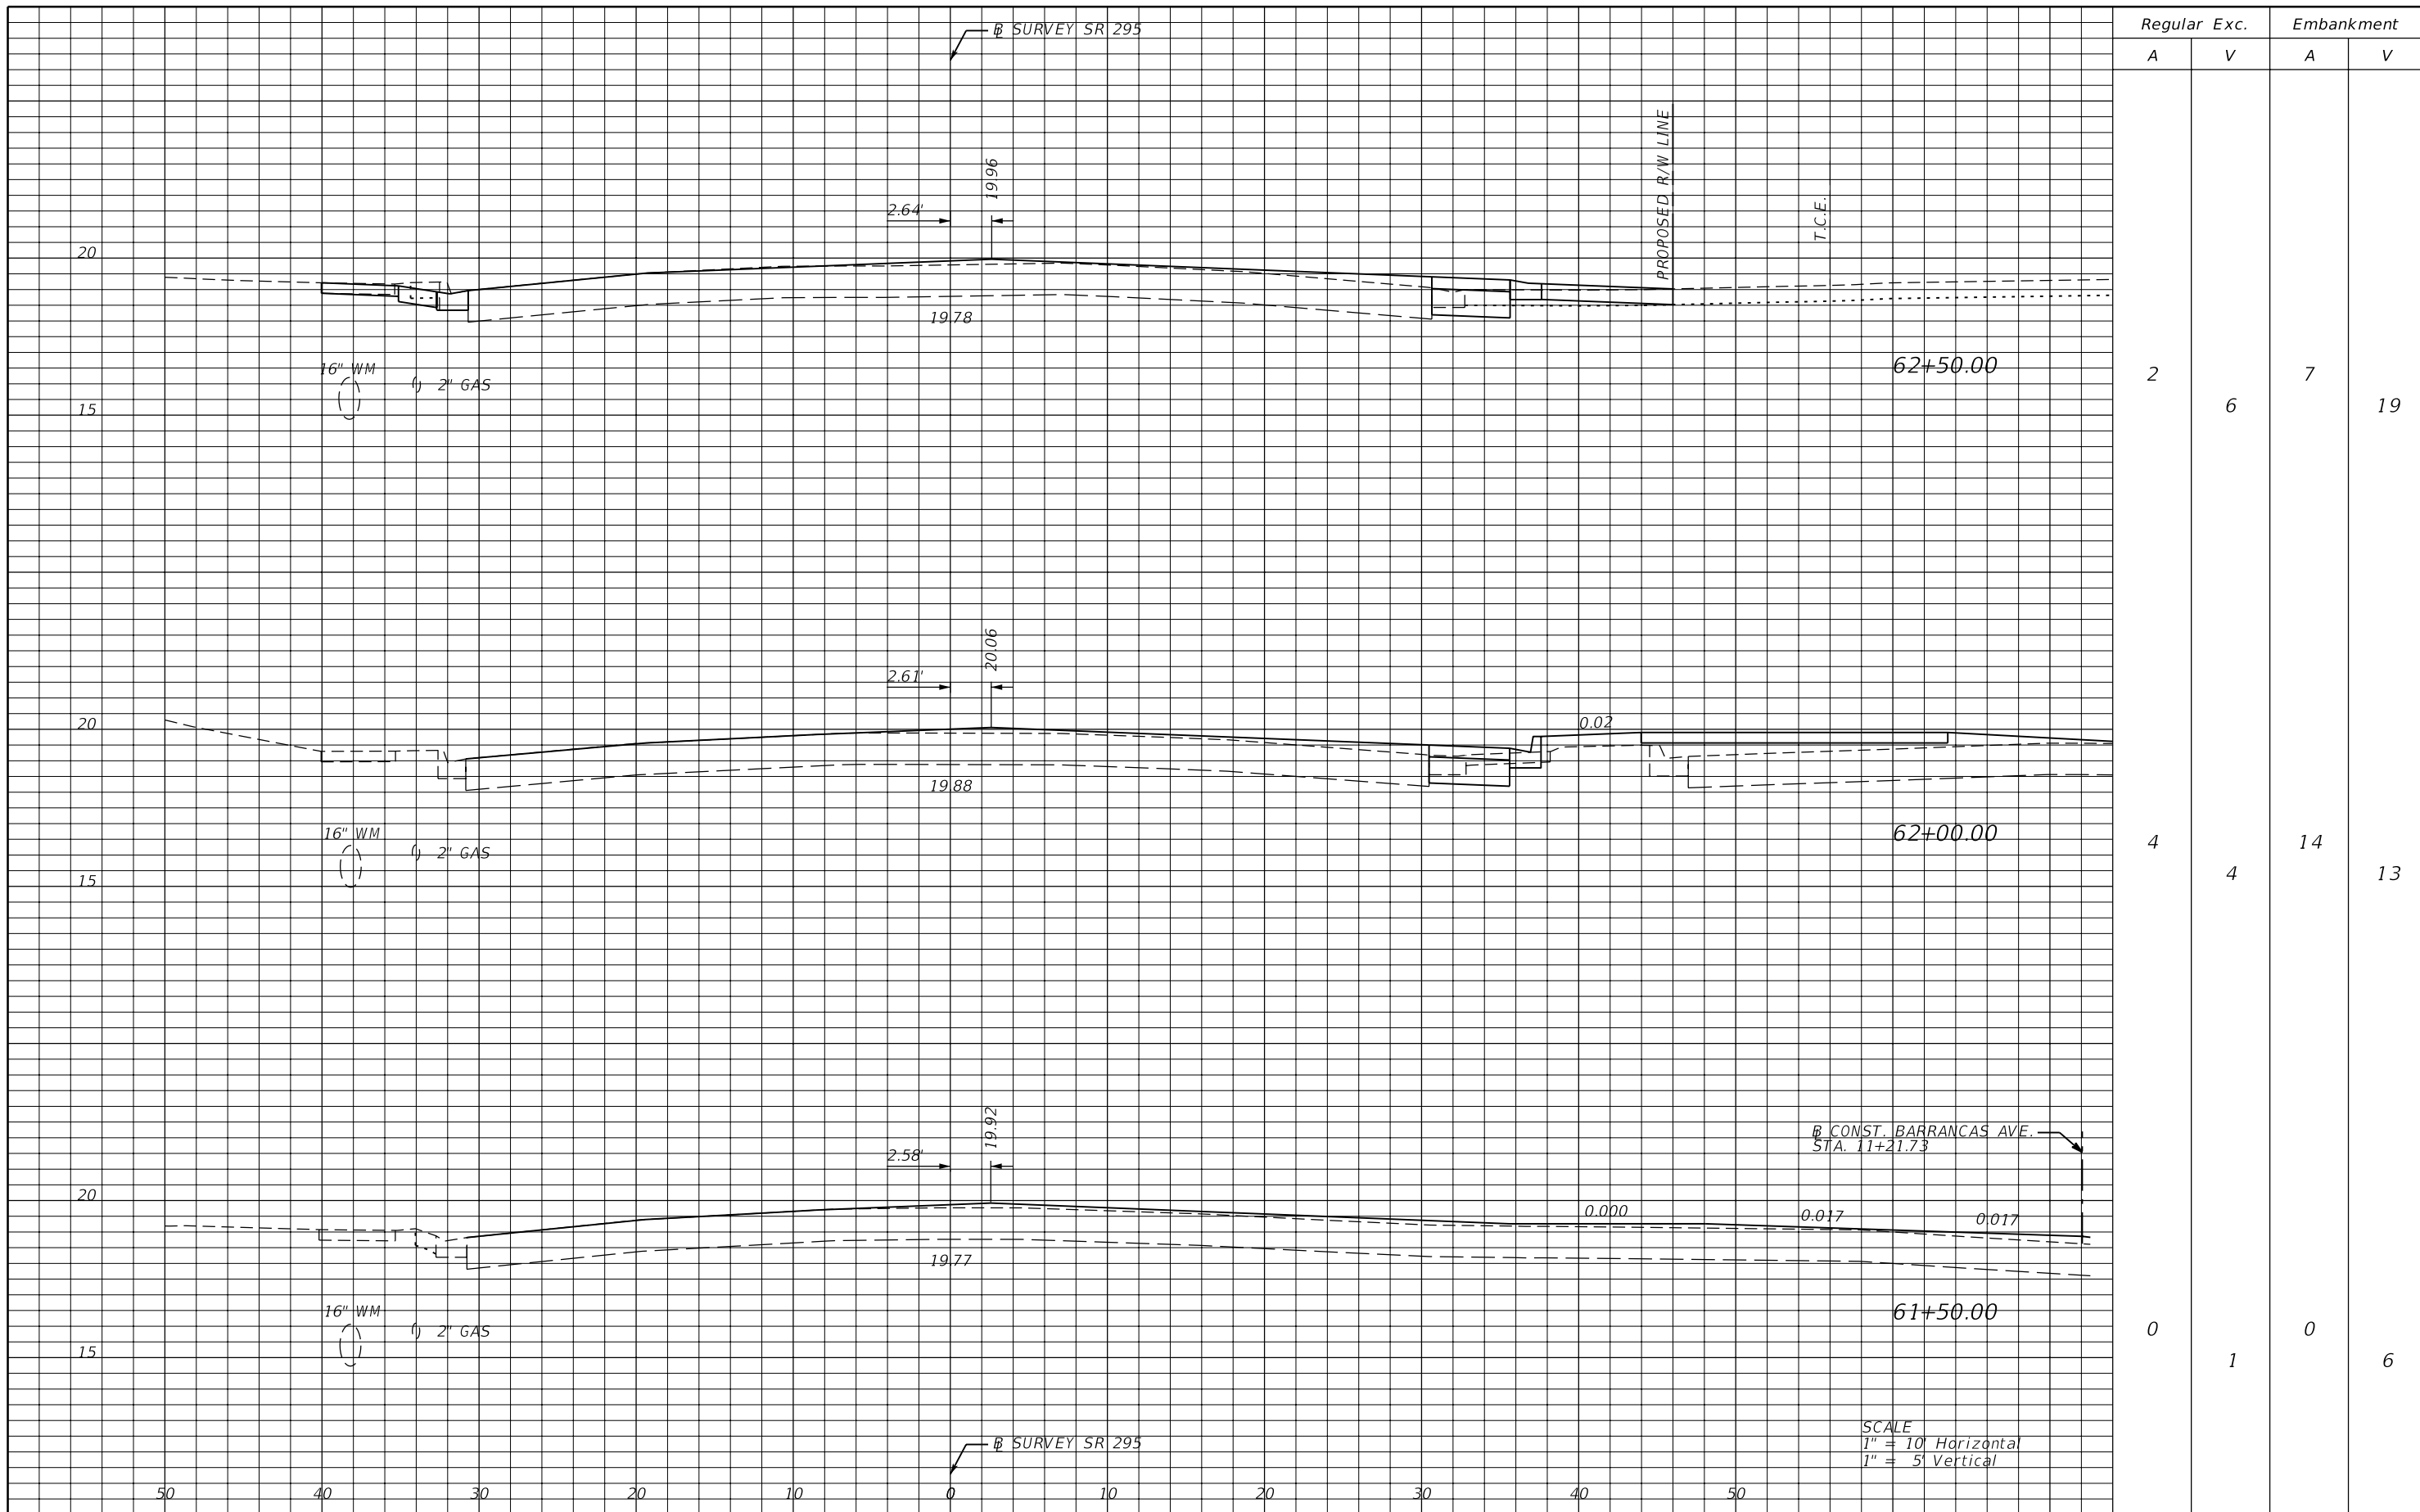 Regular Exc. Embankment
A V A V
BL SURVEY SR 295
PROPOSED R/W LINE
T.C.E.
19.96
2.64'
20
19.78
16" WM
2" GAS
15
62+50.00
2 7
6 19
20.06
2.61'
20
0.02
19.88
16" WM
2" GAS
15
62+00.00
4 14
4 13
19.92
2.58'
BL CONST. BARRANCAS AVE.
STA. 11+21.73
20
0.000 0.017 0.017
19.77
16" WM
2" GAS
15
61+50.00
0 0
1 6
BL SURVEY SR 295
SCALE
1" = 10' Horizontal
1" = 5' Vertical
50 40 30 20 10 0 10 20 30 40 50